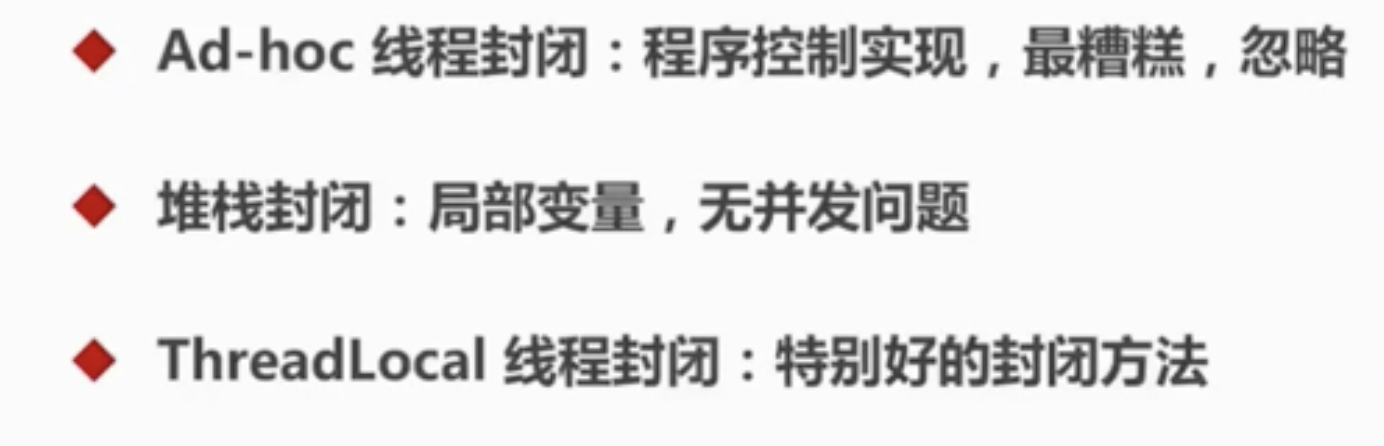 Ad-hoc 线程封闭：程序控制实现，最糟糕，忽略
堆栈封闭：局部变量，无并发问题
ThreadLocal 线程封闭：特别好的封闭方法